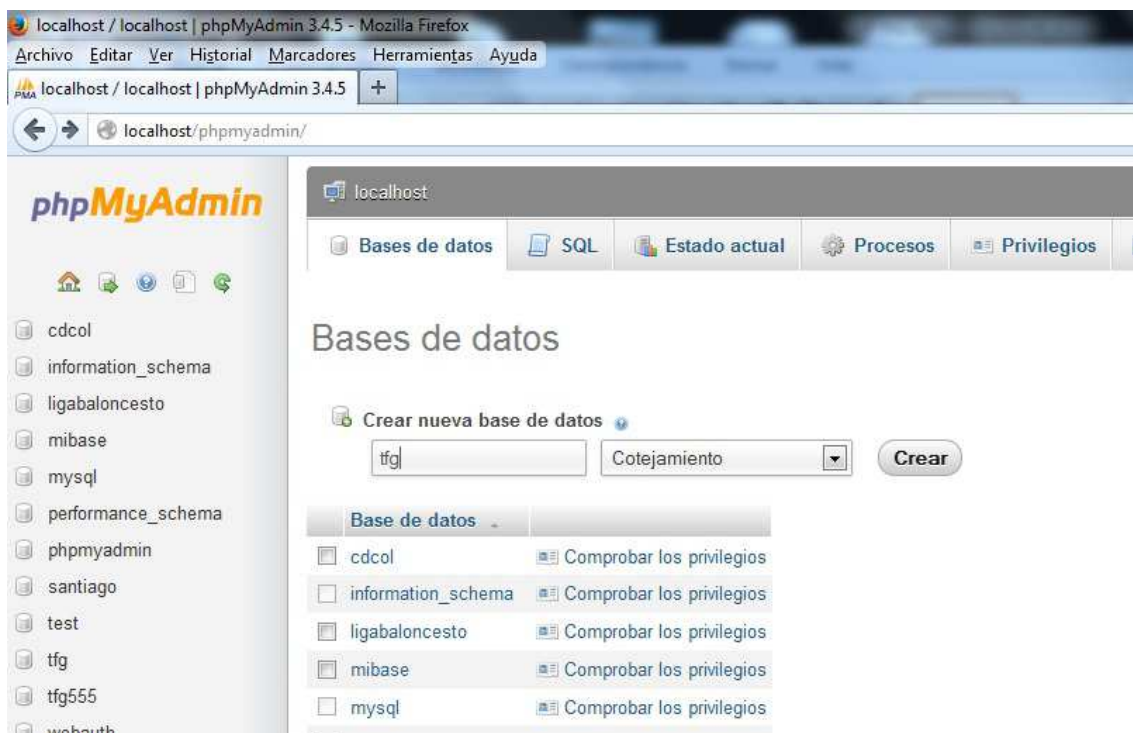 localhost / localhost | phpMyAdmin 3.4.5 - Mozilla Firefox
Archivo Editar Ver Historial Marcadores Herramientas Ayuda
PMA localhost / localhost | phpMyAdmin 3.4.5 +
localhost/phpmyadmin/
phpMyAdmin
localhost
Bases de datos SQL Estado actual Procesos Privilegios
cdcol
information_schema
ligabaloncesto
mibase
mysql
performance_schema
phpmyadmin
santiago
test
tfg
tfg555
webauth
Bases de datos
Crear nueva base de datos
tfg Cotejamiento Crear
Base de datos
cdcol Comprobar los privilegios
information_schema Comprobar los privilegios
ligabaloncesto Comprobar los privilegios
mibase Comprobar los privilegios
mysql Comprobar los privilegios